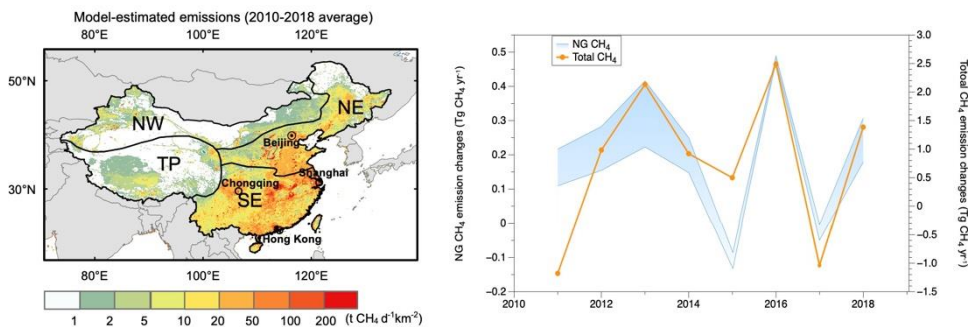 Model-estimated emissions (2010-2018 average)
80°E 100°E 120°E
50°N
30°N
NW
NE
TP
SE
Beijing
Shanghai
Chongqing
Hong Kong
80°E 100°E 120°E
1 2 5 10 20 50 100 200 (t CH₄ d⁻¹km⁻²)
NG CH₄
Total CH₄
NG CH₄ emission changes (Tg CH₄ yr⁻¹)
0.5
0.4
0.3
0.2
0.1
0
-0.1
-0.2
2010 2012 2014 2016 2018
3.0
2.5
2.0
1.5
1.0
0.5
0
-0.5
-1.0
-1.5
Totoal CH₄ emission changes (Tg CH₄ yr⁻¹)